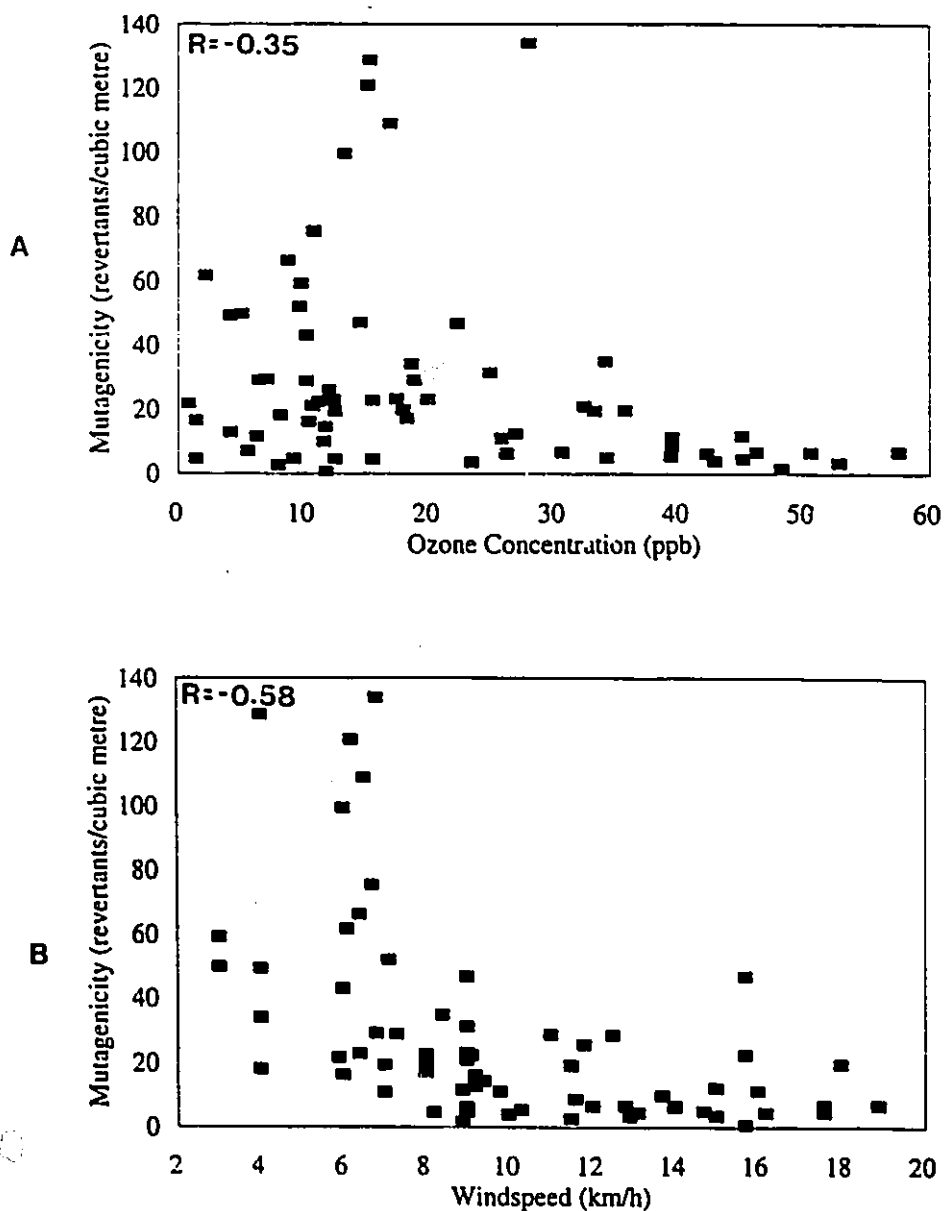 A
R=-0.35
Mutagenicity (revertants/cubic metre)
140
120
100
80
60
40
20
0
0 10 20 30 40 50 60
Ozone Concentration (ppb)
B
R=-0.58
Mutagenicity (revertants/cubic metre)
140
120
100
80
60
40
20
0
2 4 6 8 10 12 14 16 18 20
Windspeed (km/h)